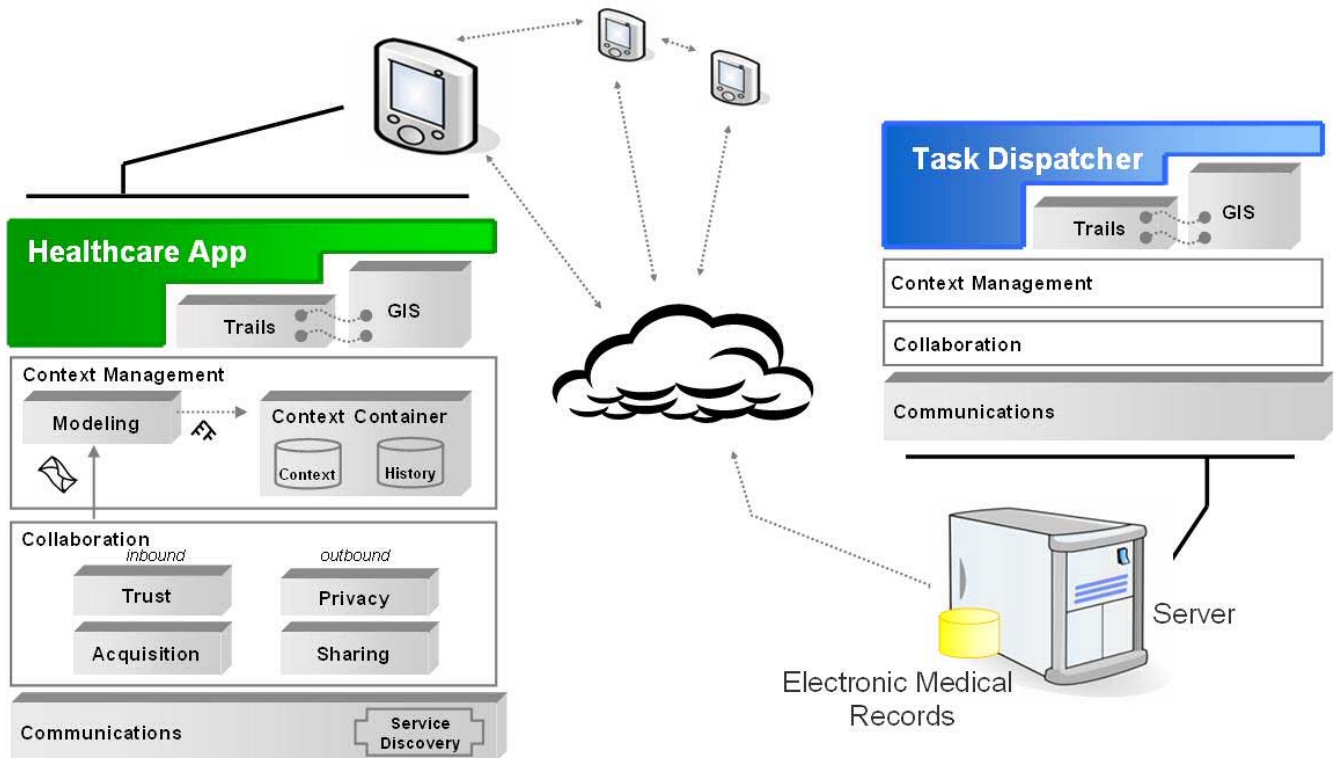 Healthcare App
Trails
GIS
Context Management
Modeling
Context Container
Context
History
Collaboration
inbound
outbound
Trust
Privacy
Acquisition
Sharing
Communications
Service
Discovery
Task Dispatcher
Trails
GIS
Context Management
Collaboration
Communications
Server
Electronic Medical
Records